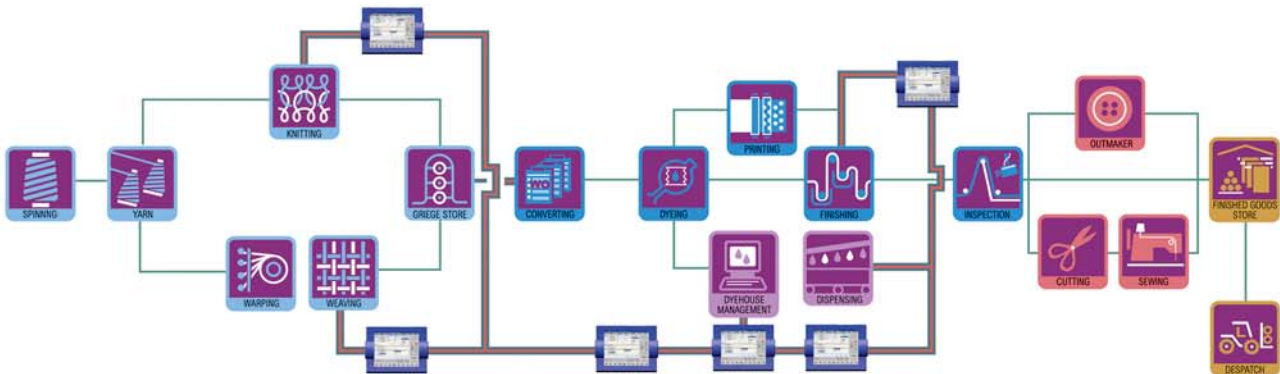 SPINNNG
YARN
KNITTING
WARPING
WEAVING
GRIEGE STORE
CONVERTING
DYEING
PRINTING
FINISHING
DYEHOUSE
MANAGEMENT
DISPENSING
INSPECTION
OUTMAKER
CUTTING
SEWING
FINISHED GOODS
STORE
DESPATCH